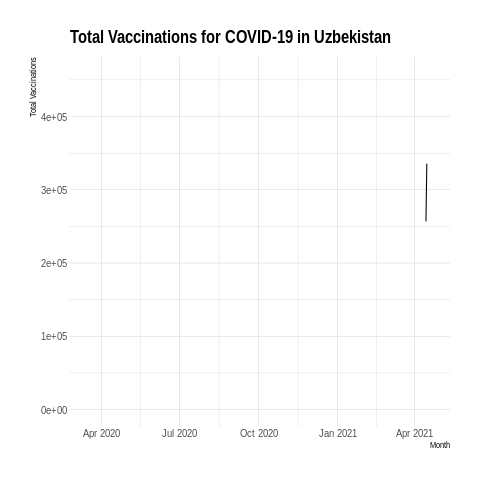 Total Vaccinations for COVID-19 in Uzbekistan
Total Vaccinations
4e+05
3e+05
2e+05
1e+05
0e+00
Apr 2020 Jul 2020 Oct 2020 Jan 2021 Apr 2021
Month